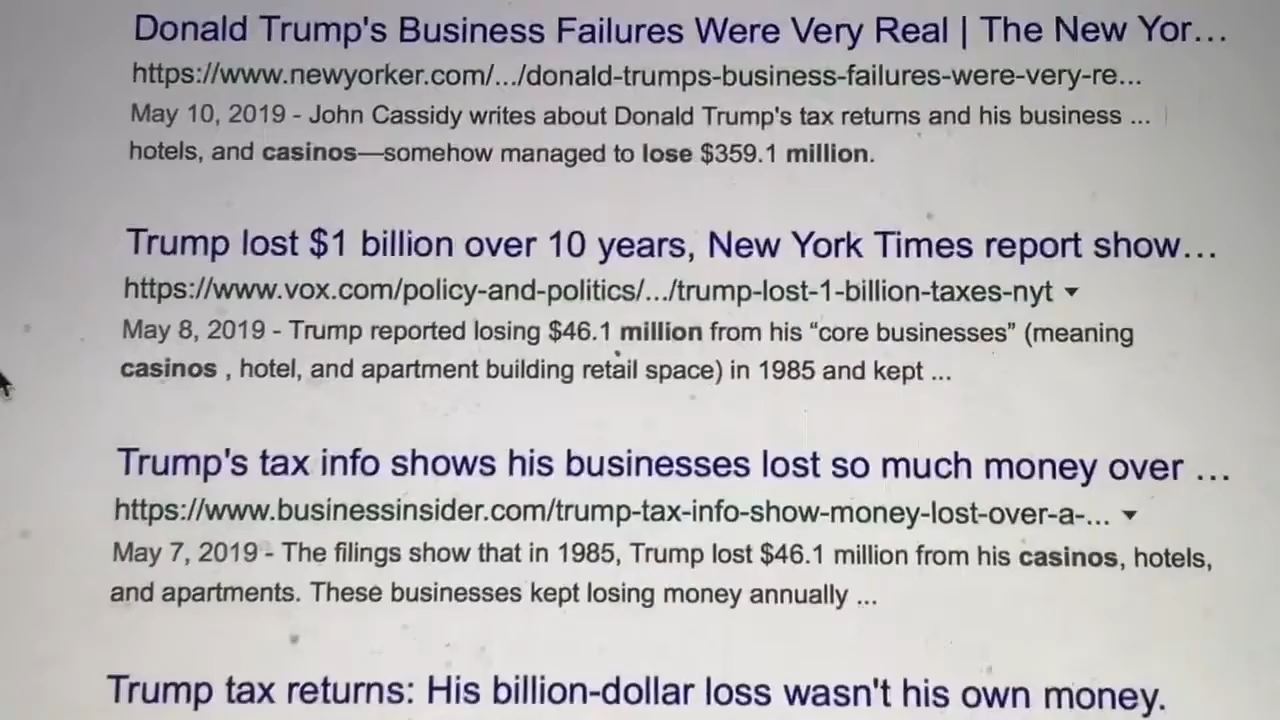 Donald Trump's Business Failures Were Very Real | The New Yor...
https://www.newyorker.com/.../donald-trumps-business-failures-were-very-re...
May 10, 2019 - John Cassidy writes about Donald Trump's tax returns and his business ...
hotels, and casinos—somehow managed to lose $359.1 million.
Trump lost $1 billion over 10 years, New York Times report show...
https://www.vox.com/policy-and-politics/.../trump-lost-1-billion-taxes-nyt
May 8, 2019 - Trump reported losing $46.1 million from his “core businesses” (meaning
casinos , hotel, and apartment building retail space) in 1985 and kept ...
Trump's tax info shows his businesses lost so much money over ...
https://www.businessinsider.com/trump-tax-info-show-money-lost-over-a-...
May 7, 2019 - The filings show that in 1985, Trump lost $46.1 million from his casinos, hotels,
and apartments. These businesses kept losing money annually ...
Trump tax returns: His billion-dollar loss wasn't his own money.